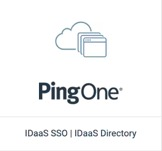 PingOne®
IDaaS SSO | IDaaS Directory